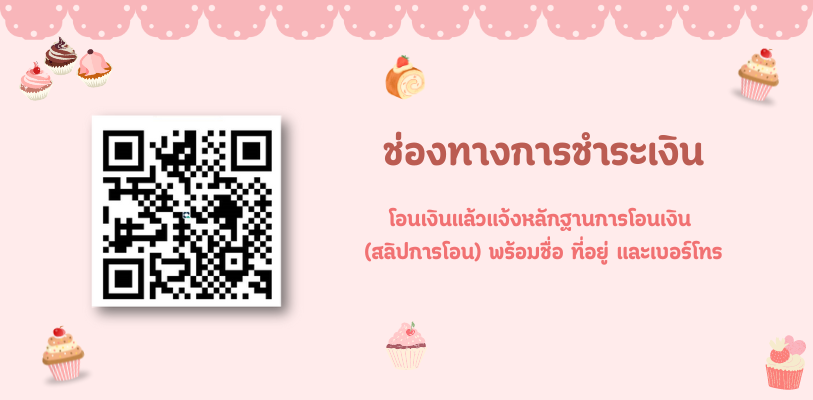 ช่องทางการชำระเงิน
โอนเงินแล้วแจ้งหลักฐานการโอนเงิน
(สลิปการโอน) พร้อมชื่อ ที่อยู่ และเบอร์โทร